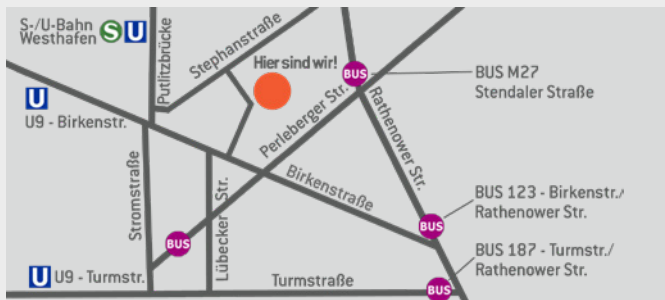 S-/U-Bahn
Westhafen
S
U
Putlitzbrücke
Stephanstraße
Hier sind wir!
BUS
BUS M27
Stendaler Straße
U
U9 - Birkenstr.
Perleberger Str.
Rathenower Str.
Stromstraße
Lübecker Str.
Birkenstraße
BUS
BUS 123 - Birkenstr./
Rathenower Str.
BUS
BUS 187 - Turmstr./
Rathenower Str.
U
U9 - Turmstr.
Turmstraße
BUS